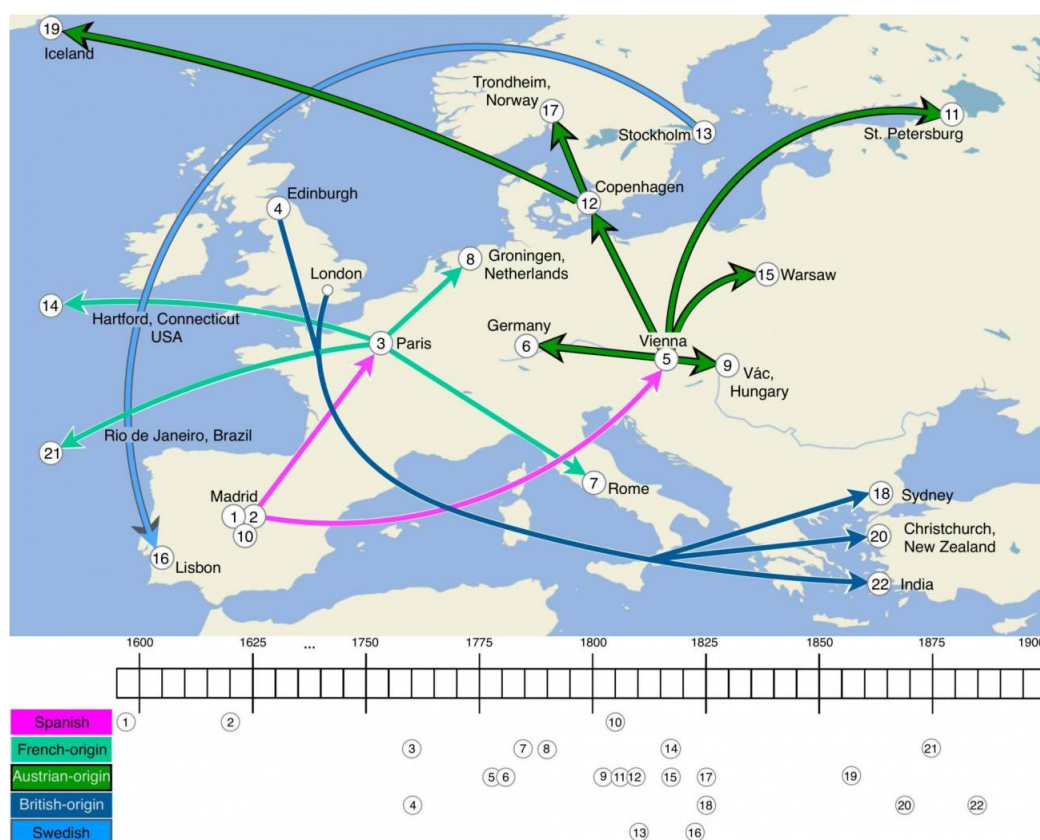 19
Iceland
Trondheim,
Norway
17
Stockholm 13
11
St. Petersburg
Edinburgh
4
Copenhagen
12
London
8 Groningen,
Netherlands
15 Warsaw
14
Hartford, Connecticut
USA
3 Paris
Germany
6
Vienna
5
9
Vác,
Hungary
Rio de Janeiro, Brazil
21
7
Rome
Madrid
1 2
10
16 Lisbon
18 Sydney
20
Christchurch,
New Zealand
22 India
1600 1625 ... 1750 1775 1800 1825 1850 1875 1900
Spanish 1 2 10
French-origin 3 7 8 14 21
Austrian-origin 5 6 9 11 12 15 17 19
British-origin 4 18 20 22
Swedish 13 16